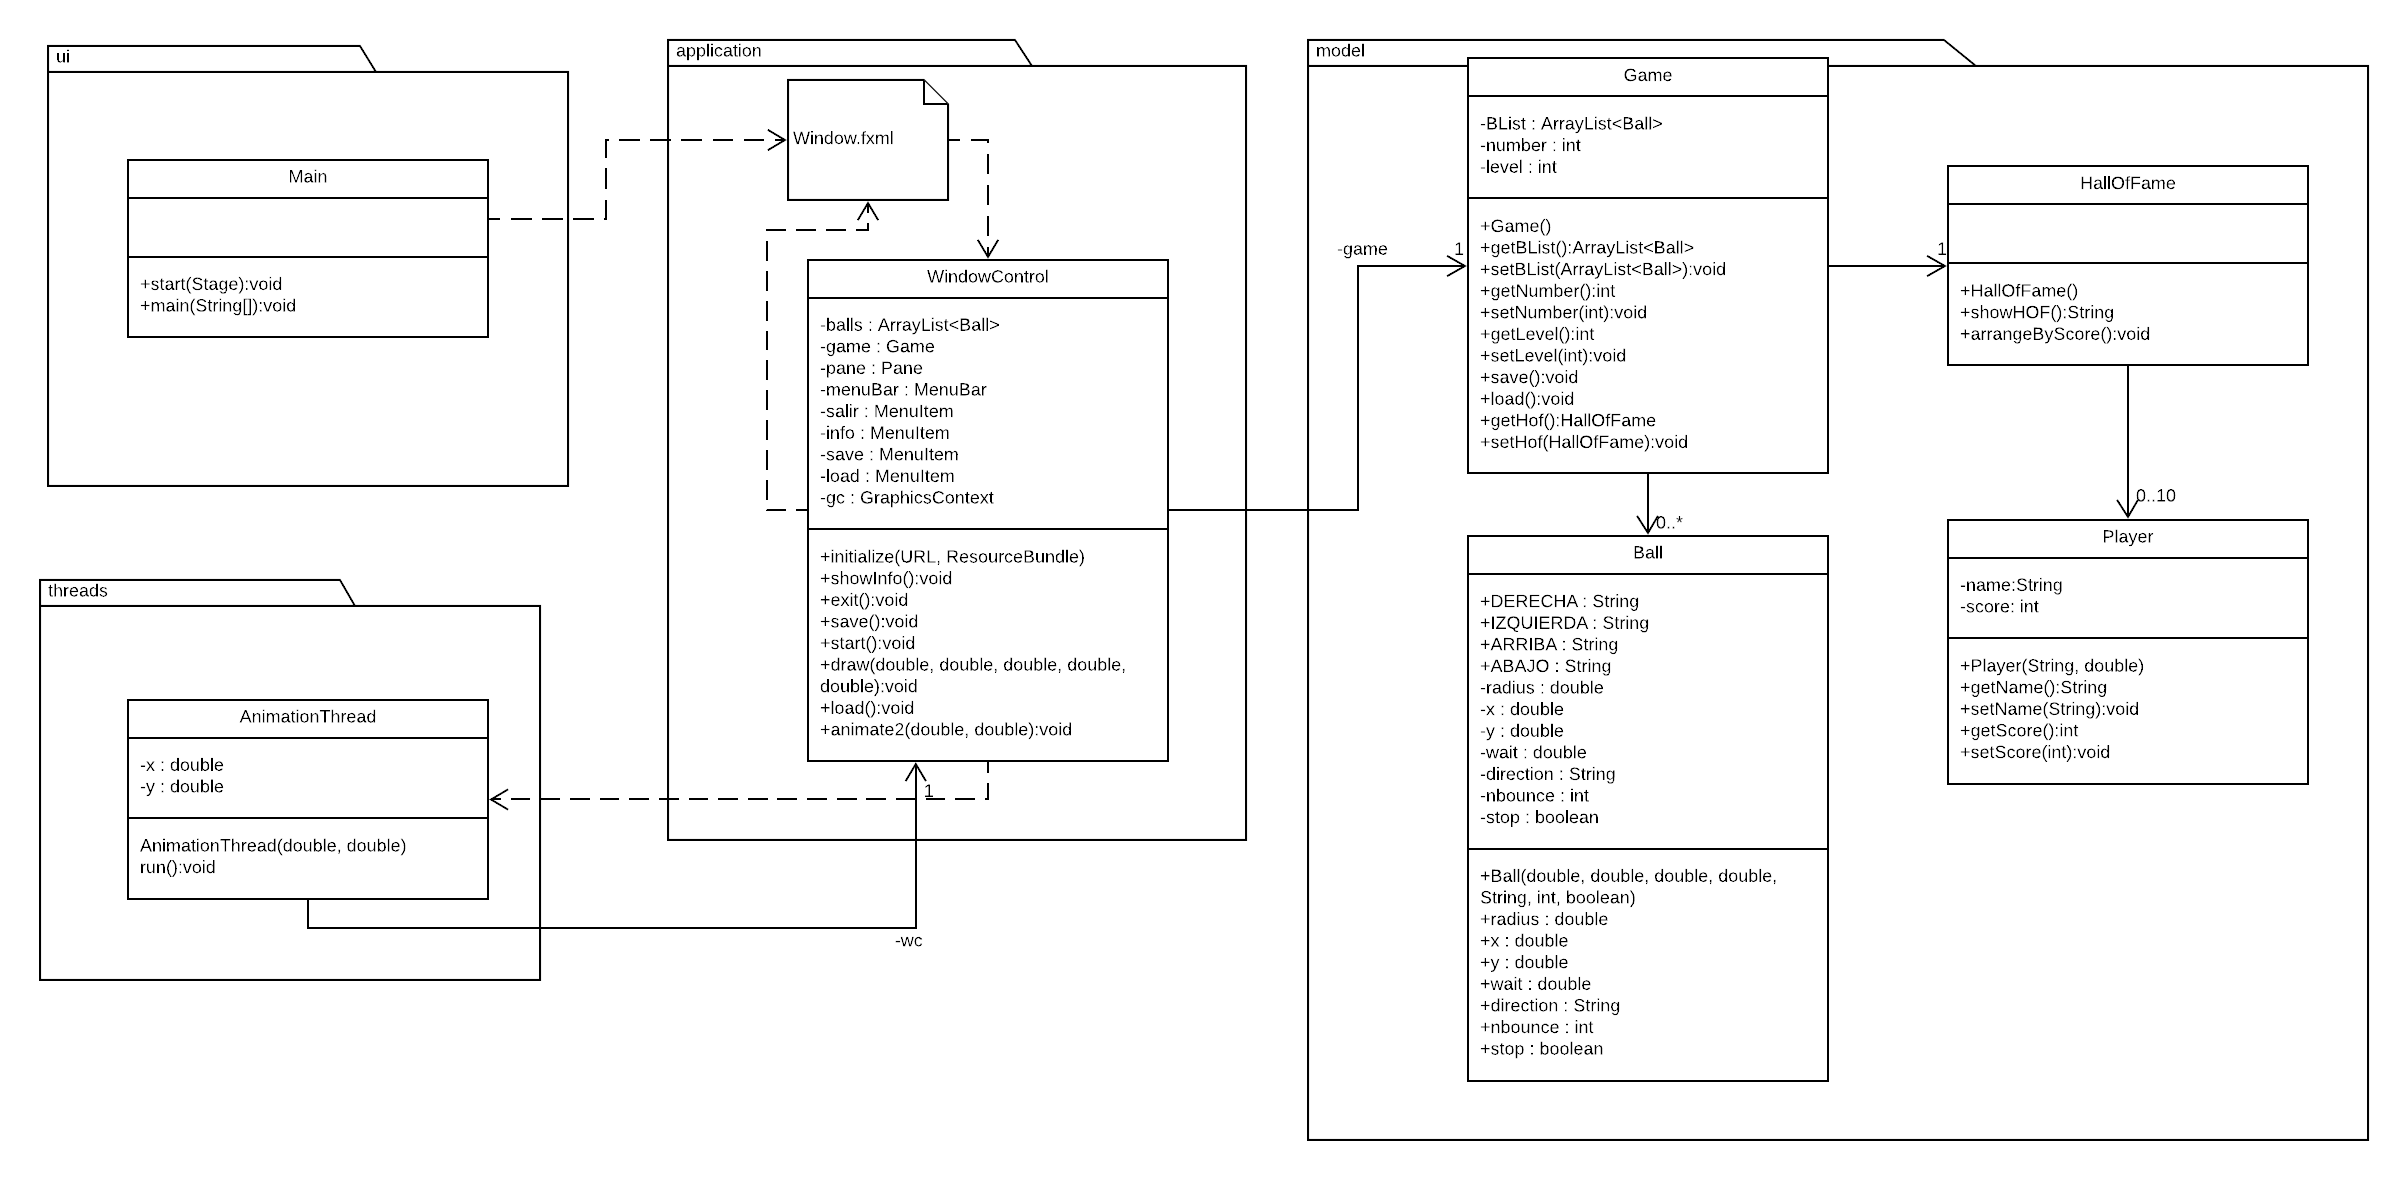 ui
Main
+start(Stage):void
+main(String[]):void
threads
AnimationThread
-x : double
-y : double
AnimationThread(double, double)
run():void
-wc
application
Window.fxml
WindowControl
-balls : ArrayList<Ball>
-game : Game
-pane : Pane
-menuBar : MenuBar
-salir : MenuItem
-info : MenuItem
-save : MenuItem
-load : MenuItem
-gc : GraphicsContext
+initialize(URL, ResourceBundle)
+showInfo():void
+exit():void
+save():void
+start():void
+draw(double, double, double, double,
double):void
+load():void
+animate2(double, double):void
1
model
-game
1
Game
-BList : ArrayList<Ball>
-number : int
-level : int
+Game()
+getBList():ArrayList<Ball>
+setBList(ArrayList<Ball>):void
+getNumber():int
+setNumber(int):void
+getLevel():int
+setLevel(int):void
+save():void
+load():void
+getHof():HallOfFame
+setHof(HallOfFame):void
0..*
Ball
+DERECHA : String
+IZQUIERDA : String
+ARRIBA : String
+ABAJO : String
-radius : double
-x : double
-y : double
-wait : double
-direction : String
-nbounce : int
-stop : boolean
+Ball(double, double, double, double,
String, int, boolean)
+radius : double
+x : double
+y : double
+wait : double
+direction : String
+nbounce : int
+stop : boolean
1
HallOfFame
+HallOfFame()
+showHOF():String
+arrangeByScore():void
0..10
Player
-name:String
-score: int
+Player(String, double)
+getName():String
+setName(String):void
+getScore():int
+setScore(int):void